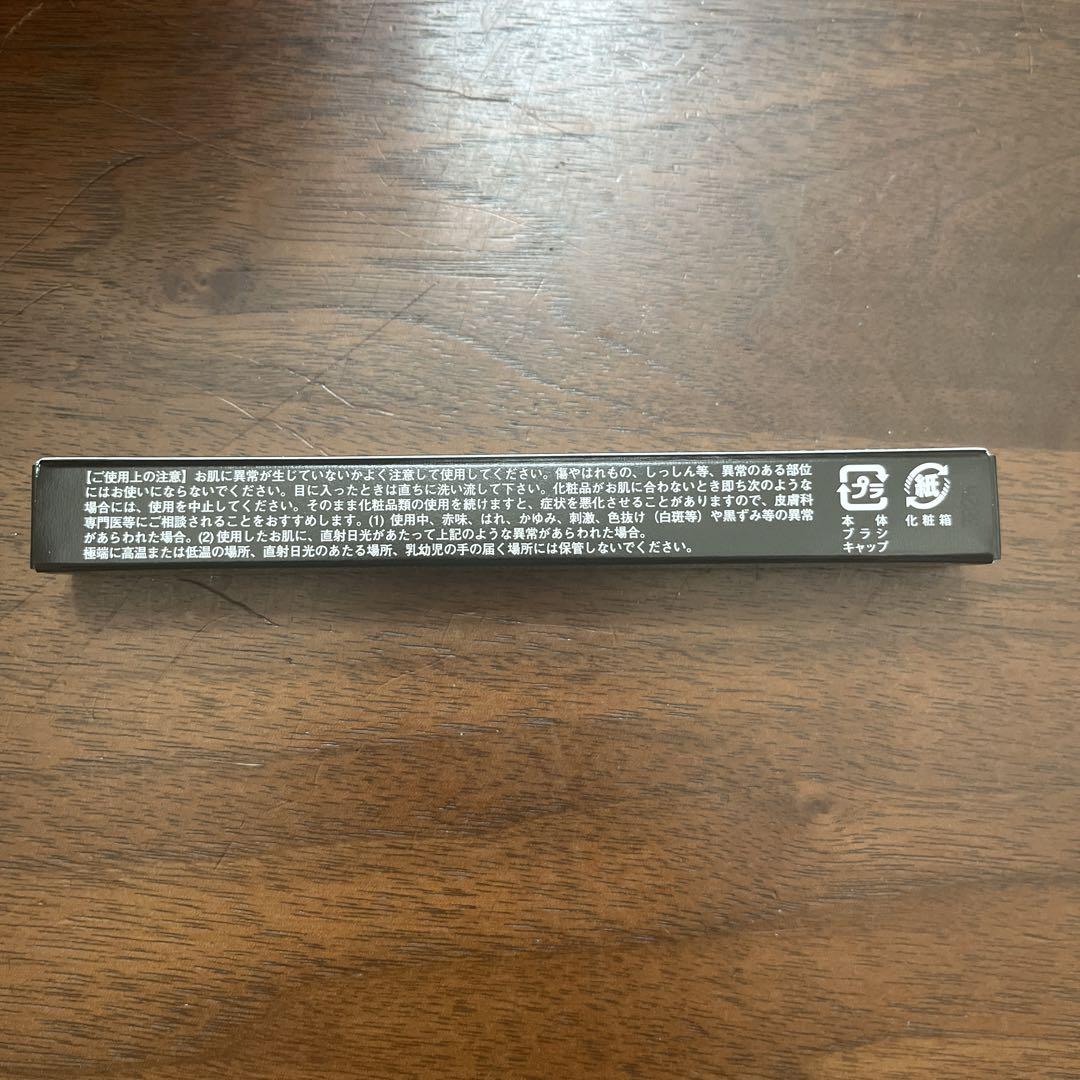 【ご使用上の注意】お肌に異常が生じていないかよく注意して使用してください。傷やはれもの、しっしん等、異常のある部位
にはお使いにならないでください。目に入ったときは直ちに洗い流して下さい。化粧品がお肌に合わないとき即ち次のような
場合には、使用を中止してください。そのまま化粧品類の使用を続けますと、症状を悪化させることがありますので、皮膚科
専門医等にご相談されることをおすすめします。(1) 使用中、赤味、はれ、かゆみ、刺激、色抜け（白斑等）や黒ずみ等の異常
があらわれた場合。(2) 使用したお肌に、直射日光があたって上記のような異常があらわれた場合。
極端に高温または低温の場所、直射日光のあたる場所、乳幼児の手の届く場所には保管しないでください。
プラ
本体
ブラシ
キャップ
紙
化粧箱